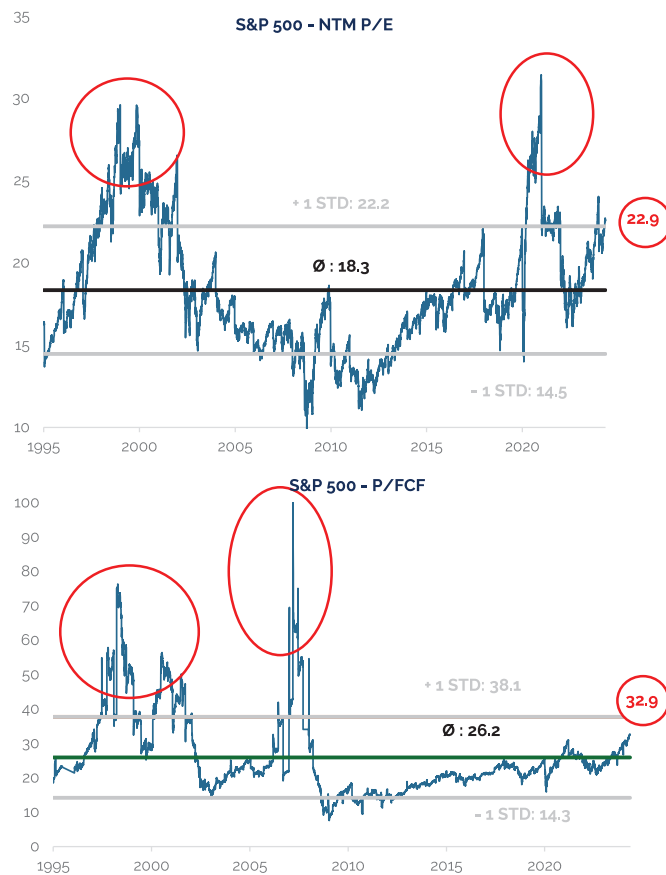 S&P 500 - NTM P/E
35
30
25
+ 1 STD: 22.2
22.9
20
Ø : 18.3
15
- 1 STD: 14.5
10
1995 2000 2005 2010 2015 2020
S&P 500 - P/FCF
100
90
80
70
60
50
+ 1 STD: 38.1
32.9
40
Ø : 26.2
30
20
10
- 1 STD: 14.3
0
1995 2000 2005 2010 2015 2020